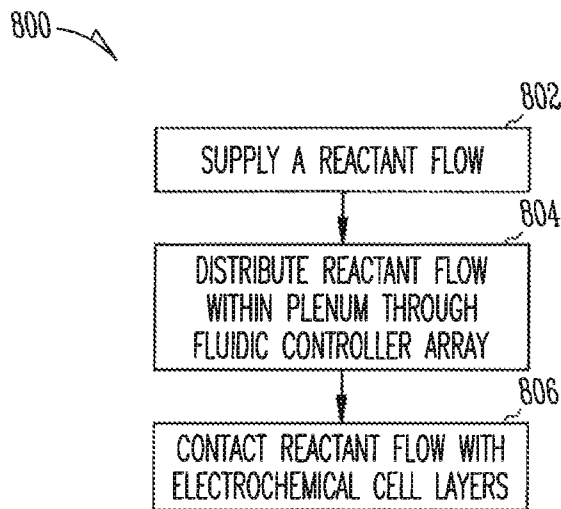 800
802
SUPPLY A REACTANT FLOW
804
DISTRIBUTE REACTANT FLOW
WITHIN PLENUM THROUGH
FLUIDIC CONTROLLER ARRAY
806
CONTACT REACTANT FLOW WITH
ELECTROCHEMICAL CELL LAYERS